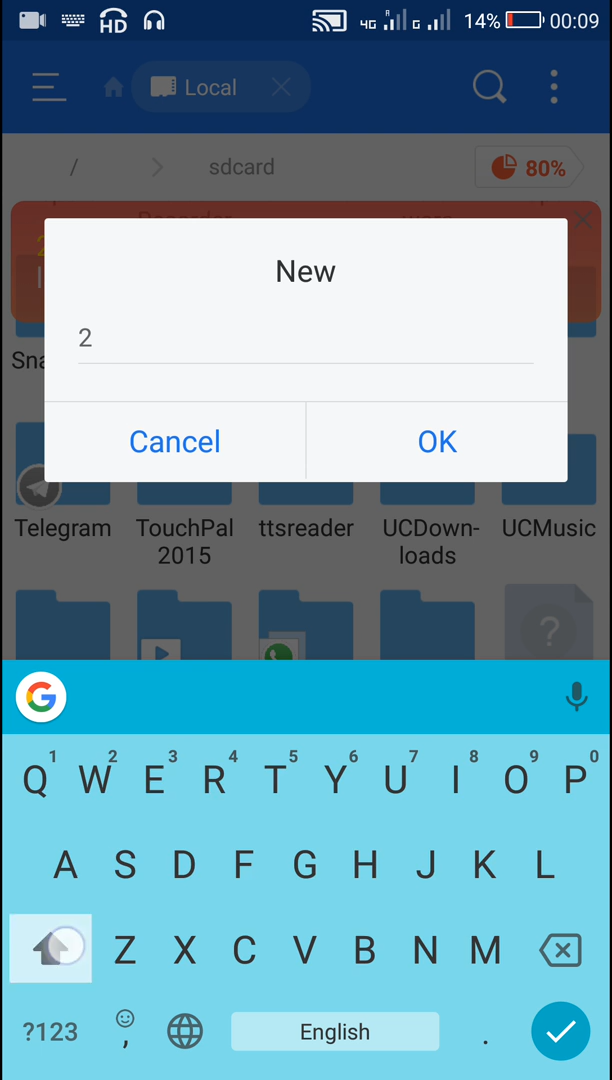 HD 4G R G 14% 00:09
Local
/ sdcard 80%
New
2
Cancel OK
Telegram TouchPal ttsreader UCDown- UCMusic
2015 loads
G
1 2 3 4 5 6 7 8 9 0
Q W E R T Y U I O P
A S D F G H J K L
Z X C V B N M
?123 , English .